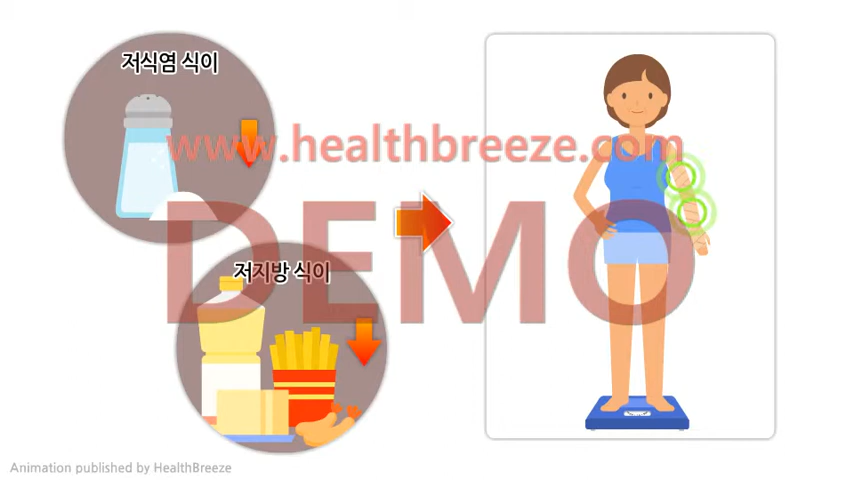 저식염 식이
www.healthbreeze.com
DEMO
저지방 식이
Animation published by HealthBreeze